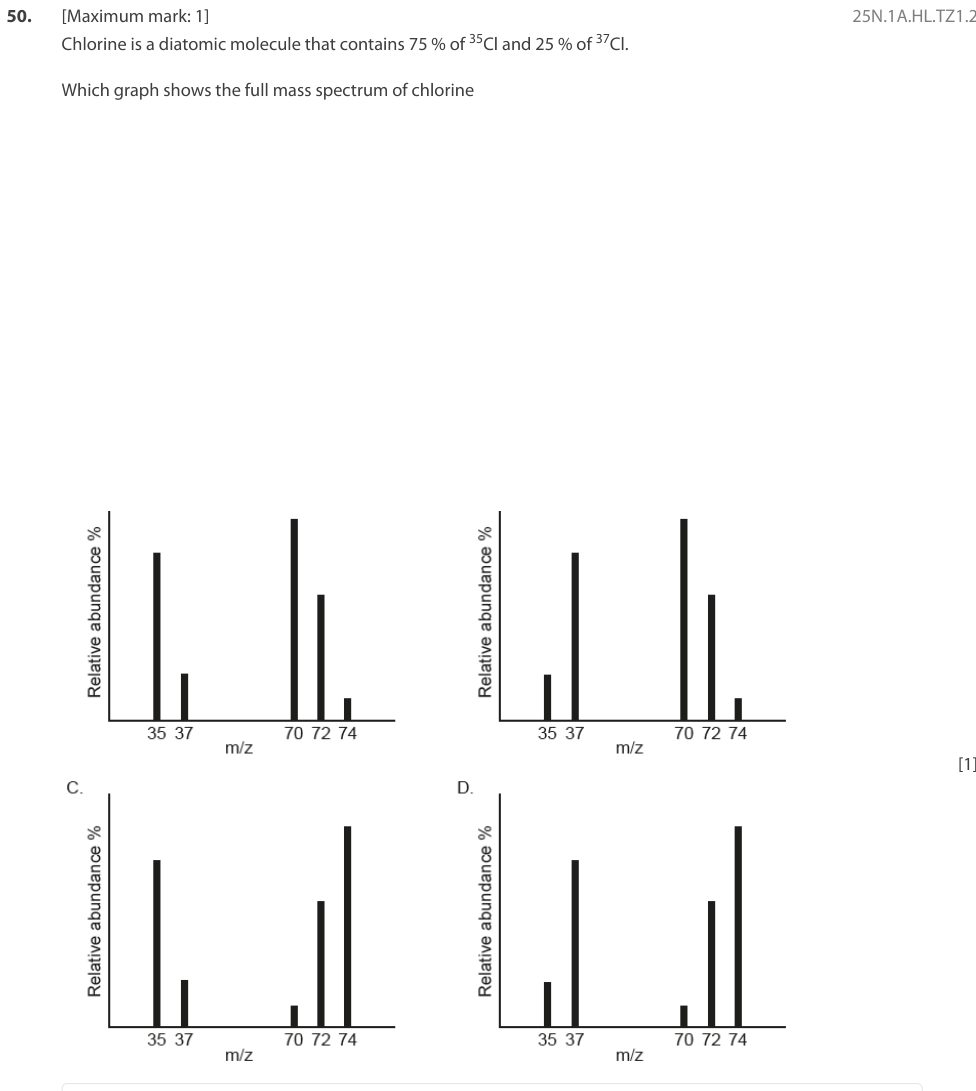 50. [Maximum mark: 1] 25N.1A.HL.TZ1.2
Chlorine is a diatomic molecule that contains 75 % of ³⁵Cl and 25 % of ³⁷Cl.
Which graph shows the full mass spectrum of chlorine
Relative abundance %
35 37 70 72 74
m/z
Relative abundance %
35 37 70 72 74
m/z
[1]
C.
Relative abundance %
35 37 70 72 74
m/z
D.
Relative abundance %
35 37 70 72 74
m/z